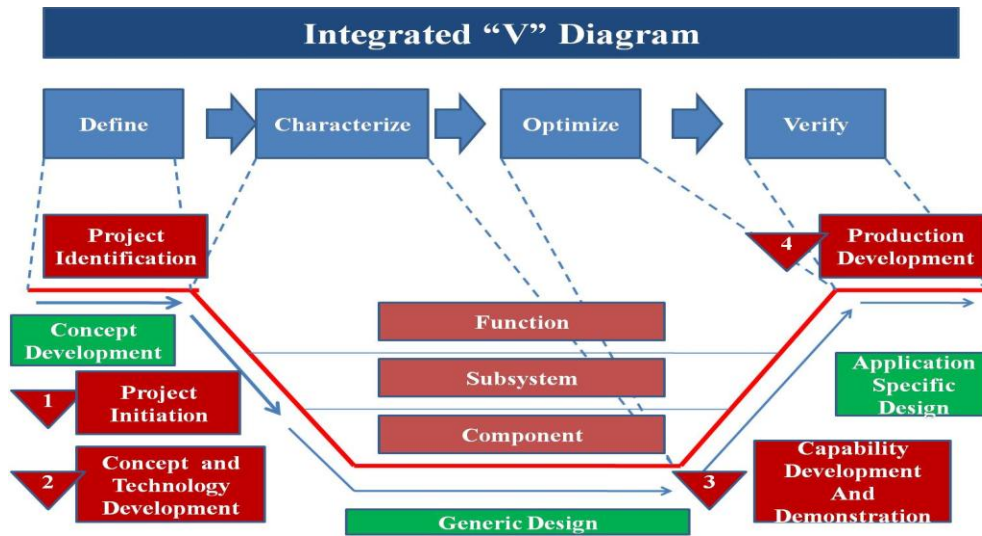 Integrated “V” Diagram
Define
Characterize
Optimize
Verify
Project
Identification
4
Production
Development
Concept
Development
Function
Subsystem
Component
Application
Specific
Design
1
Project
Initiation
2
Concept and
Technology
Development
3
Capability
Development
And
Demonstration
Generic Design